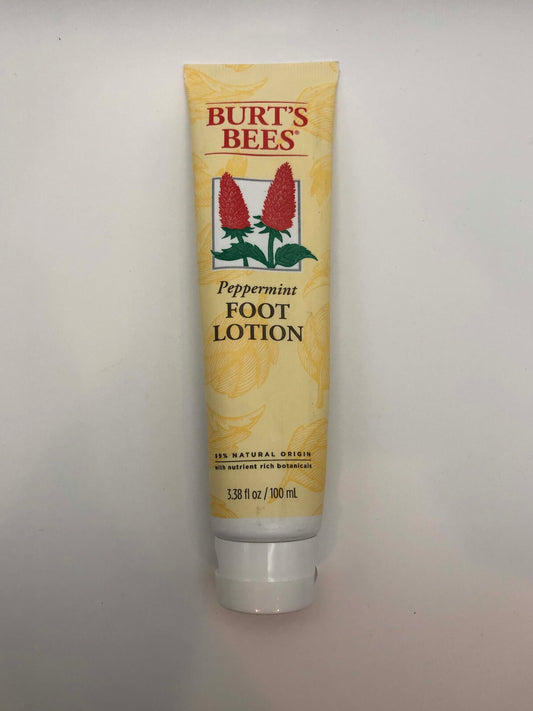 BURT'S
BEES®
Peppermint
FOOT
LOTION
99% NATURAL ORIGIN
with nutrient rich botanicals
3.38 fl oz / 100 mL